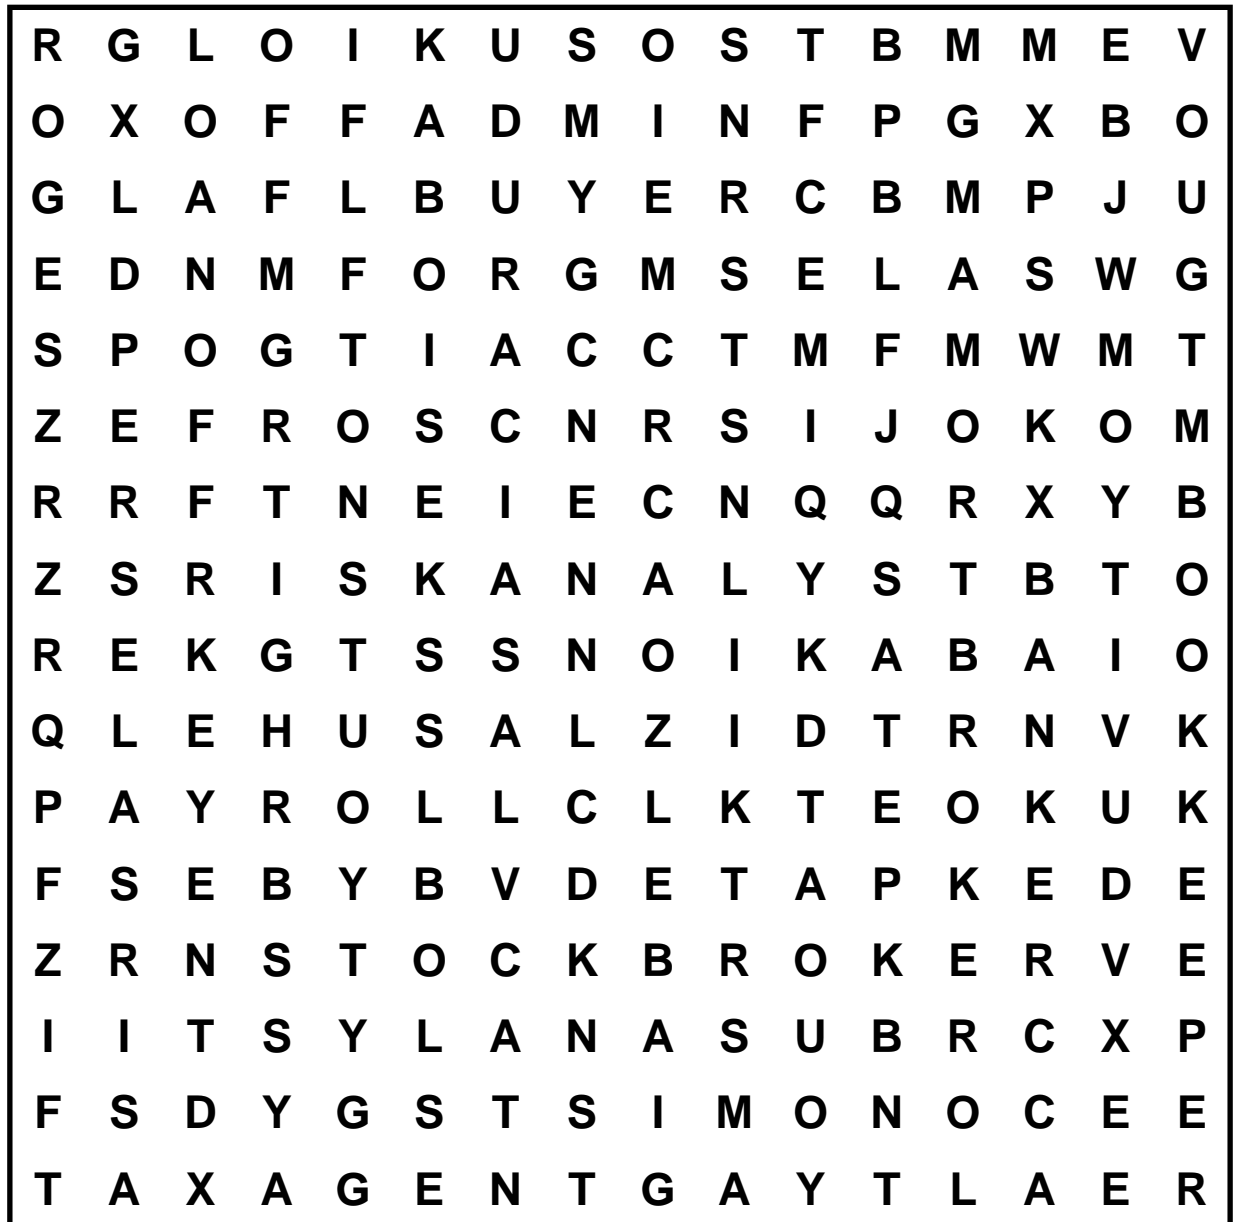 R G L O I K U S O S T B M M E V
O X O F F A D M I N F P G X B O
G L A F L B U Y E R C B M P J U
E D N M F O R G M S E L A S W G
S P O G T I A C C T M F M W M T
Z E F R O S C N R S I J O K O M
R R F T N E I E C N Q Q R X Y B
Z S R I S K A N A L Y S T B T O
R E K G T S S N O I K A B A I O
Q L E H U S A L Z I D T R N V K
P A Y R O L L C L K T E O K U K
F S E B Y B V D E T A P K E D E
Z R N S T O C K B R O K E R V E
I I T S Y L A N A S U B R C X P
F S D Y G S T S I M O N O C E E
T A X A G E N T G A Y T L A E R